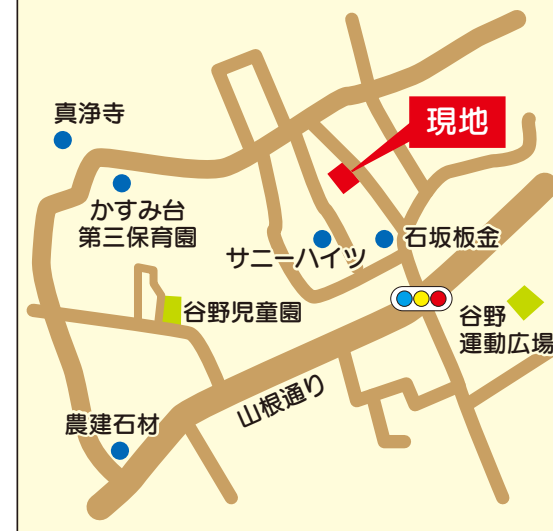 真浄寺
現地
かすみ台
第三保育園
サニーハイツ
石坂板金
谷野児童園
谷野
運動広場
山根通り
農建石材